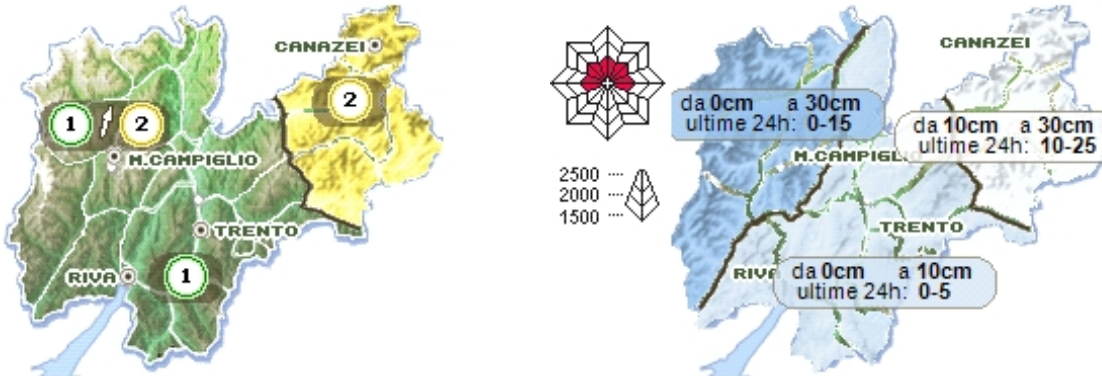 CANAZEI
2
1
2
M.CAMPIGLIO
TRENTO
RIVA
1
CANAZEI
da 0cm a 30cm
ultime 24h: 0-15
da 10cm a 30cm
ultime 24h: 10-25
M.CAMPIGLIO
2500
2000
1500
TRENTO
RIVA
da 0cm a 10cm
ultime 24h: 0-5